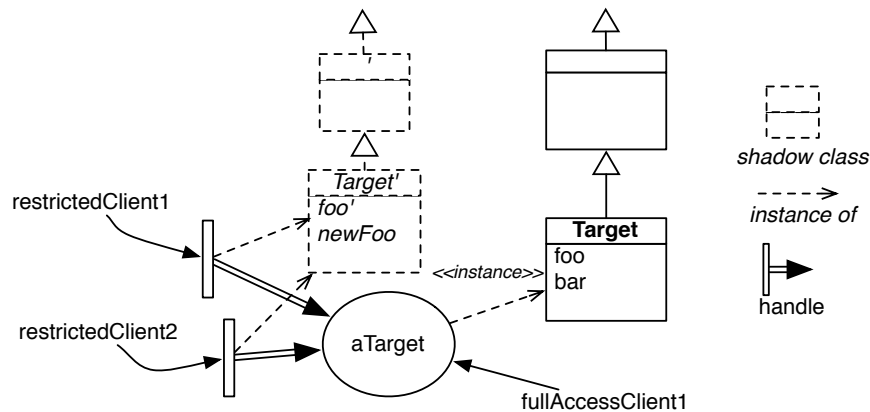 '
Target'
foo'
newFoo
restrictedClient1
restrictedClient2
<<instance>>
Target
foo
bar
aTarget
fullAccessClient1
shadow class
instance of
handle